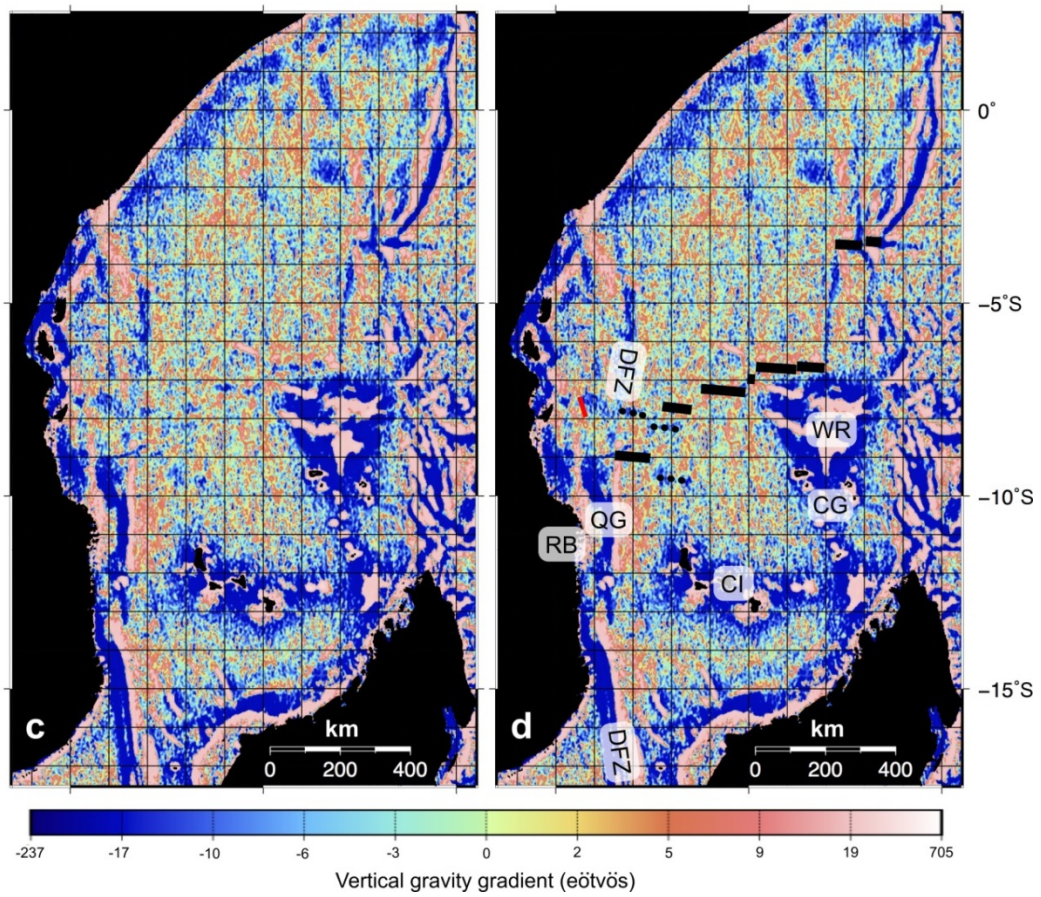 0°
DFZ
-5°S
WR
-10°S
CG
QG
RB
CI
-15°S
c
km
0 200 400
d
km
0 200 400
DFZ
-237 -17 -10 -6 -3 0 2 5 9 19 705
Vertical gravity gradient (eötvös)